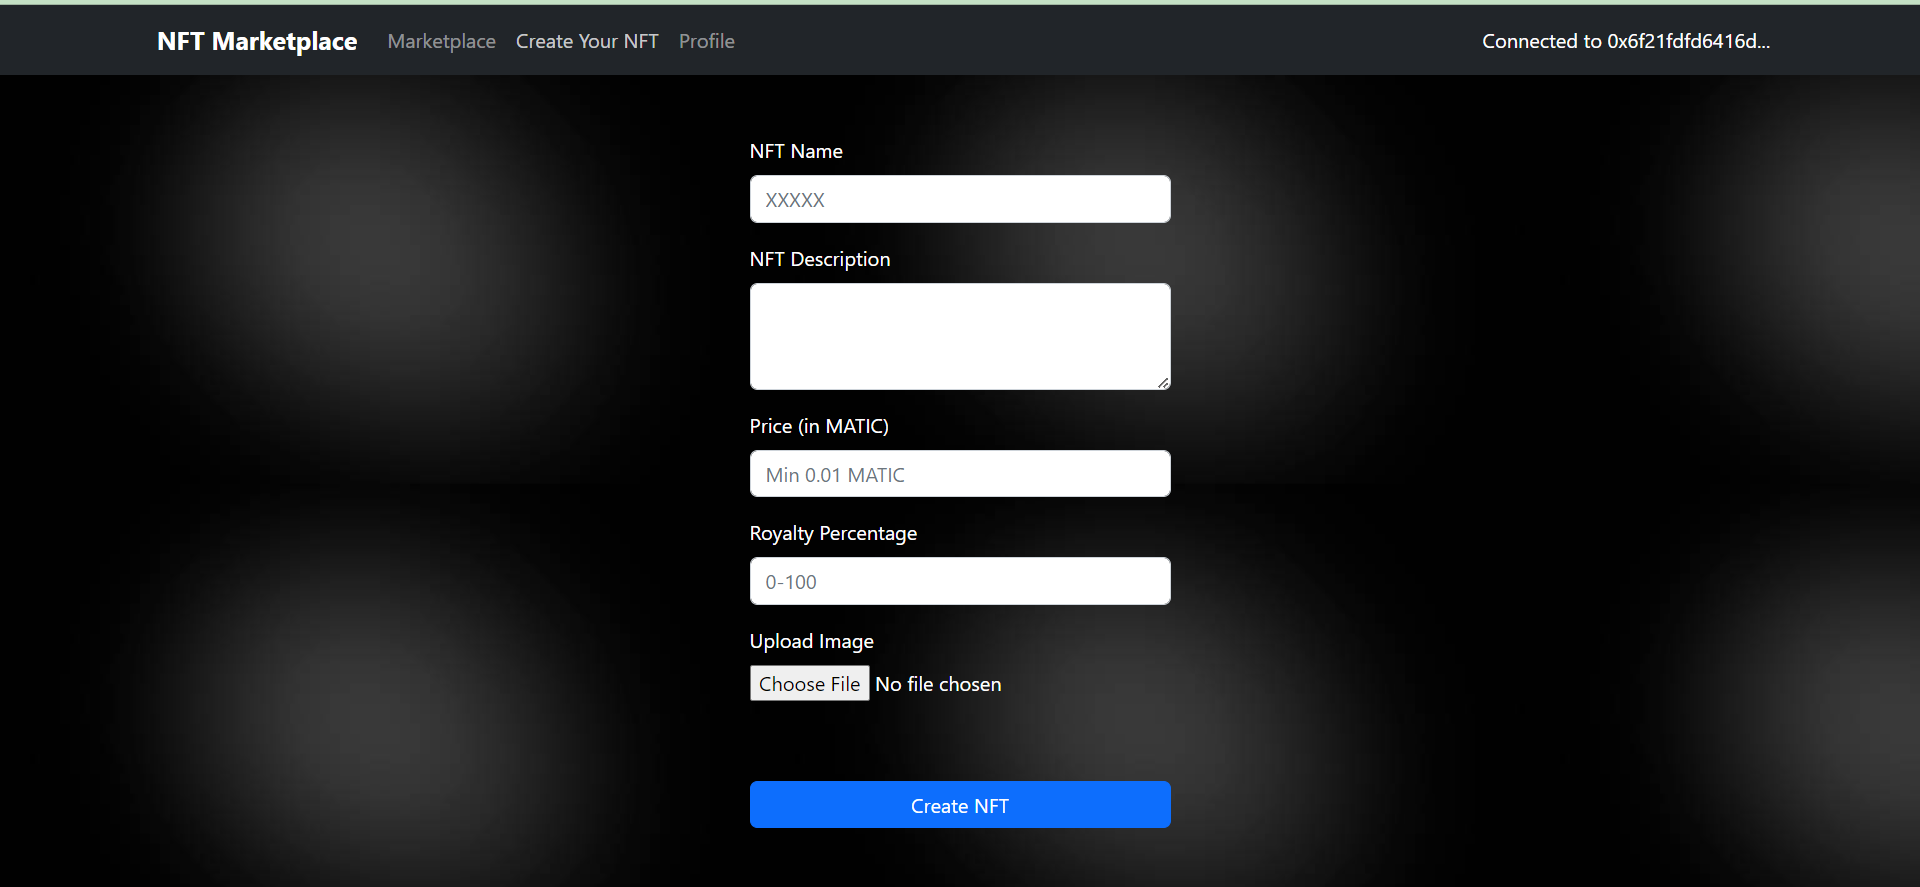 NFT Marketplace Marketplace Create Your NFT Profile Connected to 0x6f21fdfd6416d...
NFT Name
XXXXX
NFT Description
Price (in MATIC)
Min 0.01 MATIC
Royalty Percentage
0-100
Upload Image
Choose File No file chosen
Create NFT